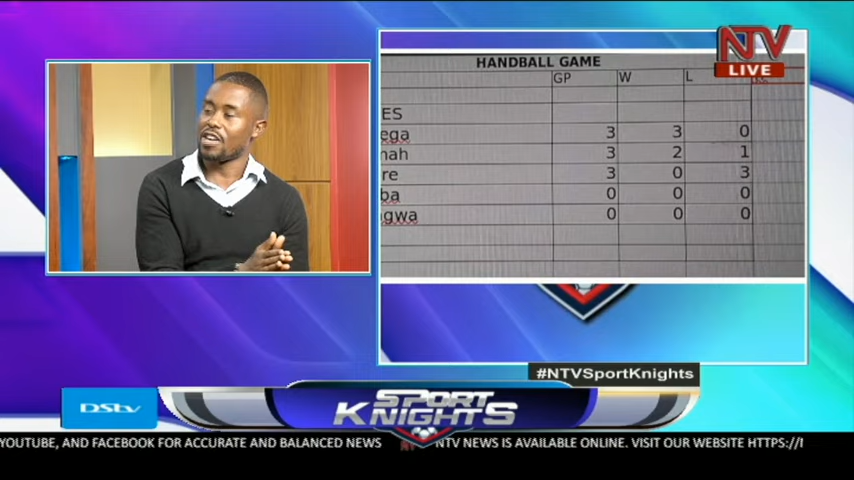 NTV
LIVE
HANDBALL GAME
GP W L
ES
ega 3 3 0
nah 3 2 1
re 3 0 3
ba 0 0 0
gwa 0 0 0
#NTVSportKnights
DStv
SPORT
KNIGHTS
YOUTUBE, AND FACEBOOK FOR ACCURATE AND BALANCED NEWS NTV NEWS IS AVAILABLE ONLINE. VISIT OUR WEBSITE HTTPS://